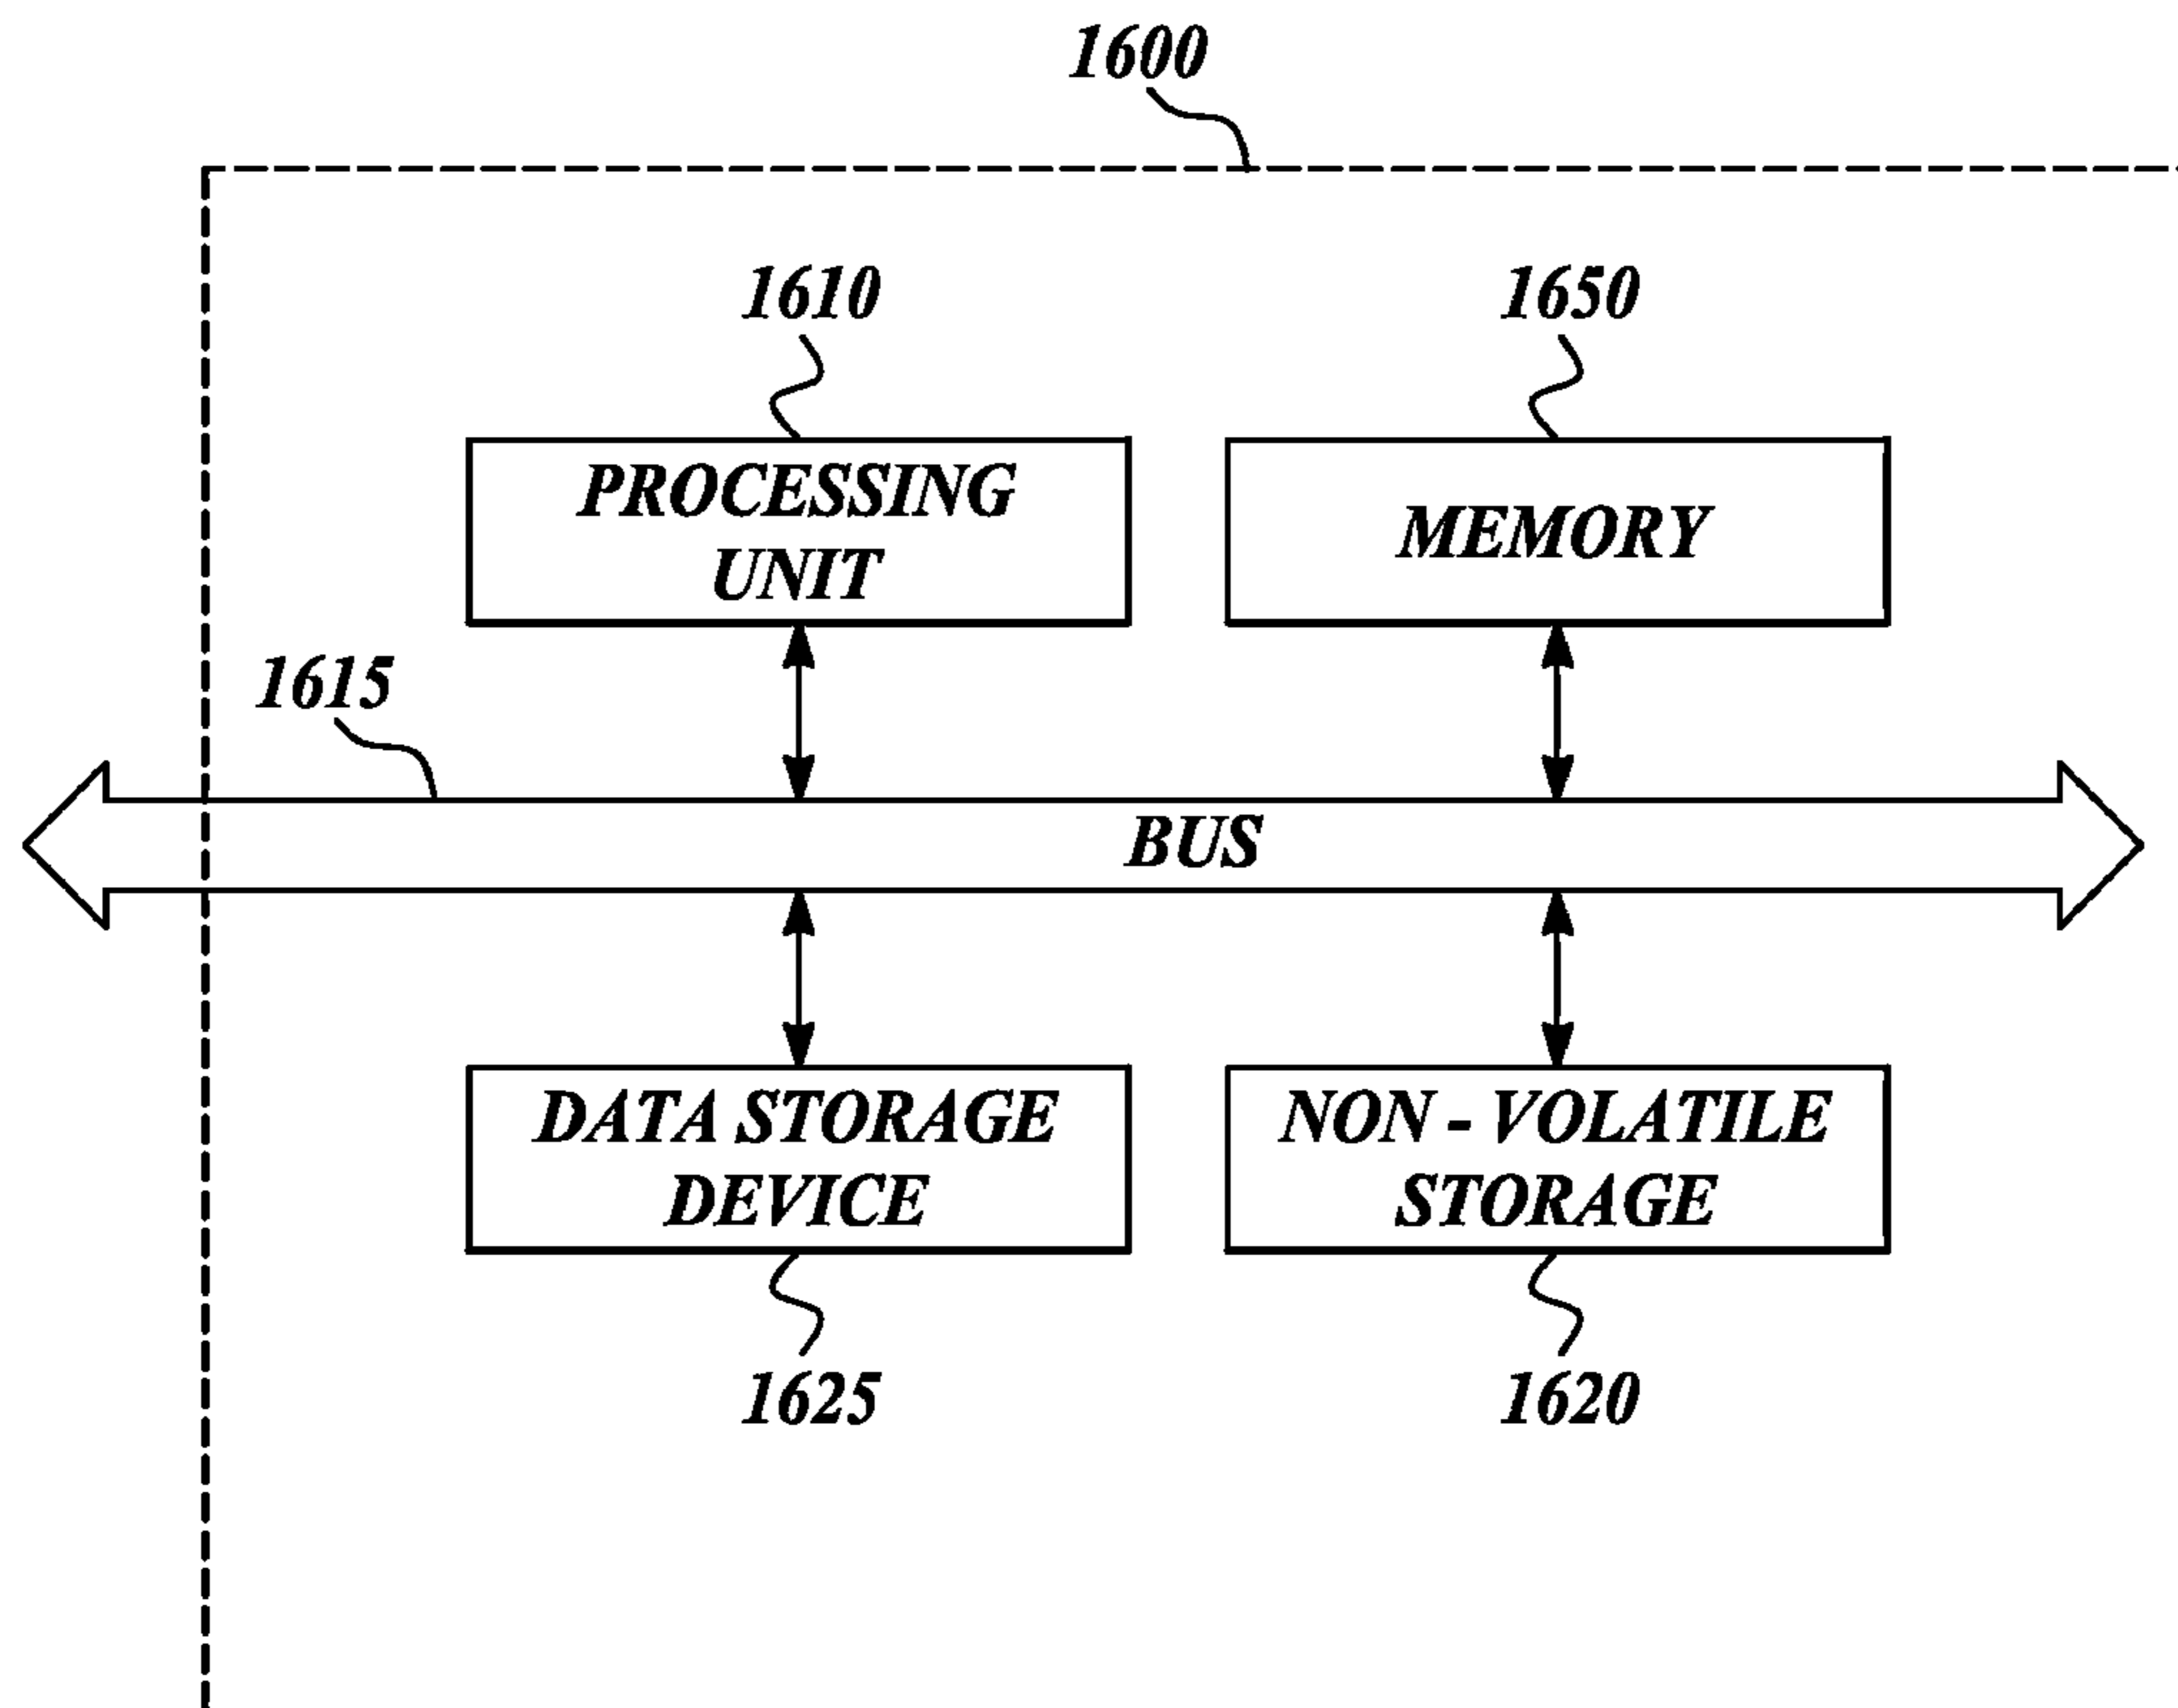 1600
1610
1650
PROCESSING
UNIT
MEMORY
1615
BUS
DATA STORAGE
DEVICE
NON - VOLATILE
STORAGE
1625
1620